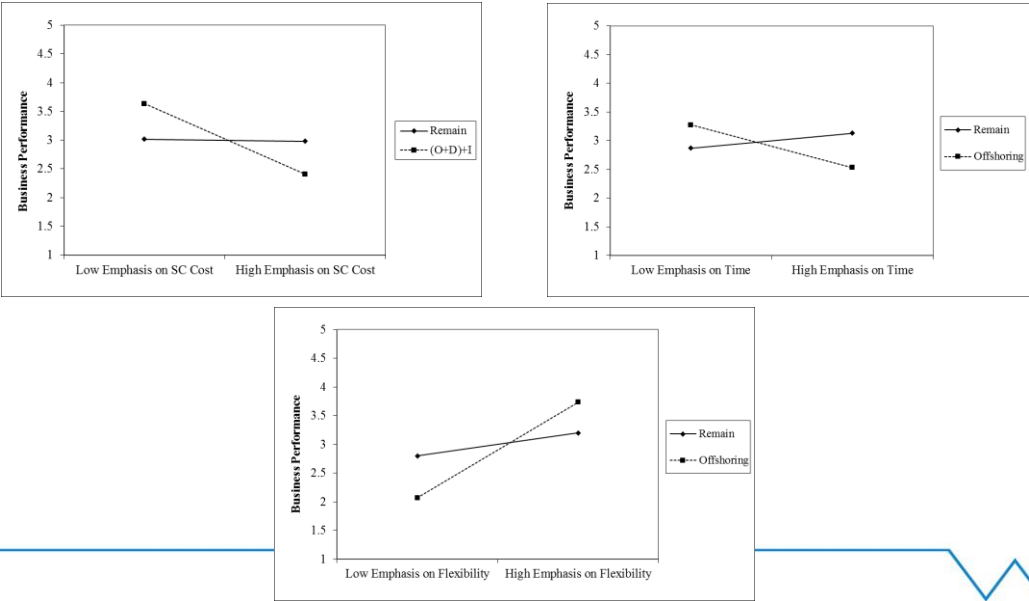 5
4.5
4
3.5
3
2.5
2
1.5
1
Business Performance
Low Emphasis on SC Cost High Emphasis on SC Cost
Remain
(O+D)+I
5
4.5
4
3.5
3
2.5
2
1.5
1
Business Performance
Low Emphasis on Time High Emphasis on Time
Remain
Offshoring
5
4.5
4
3.5
3
2.5
2
1.5
1
Business Performance
Low Emphasis on Flexibility High Emphasis on Flexibility
Remain
Offshoring